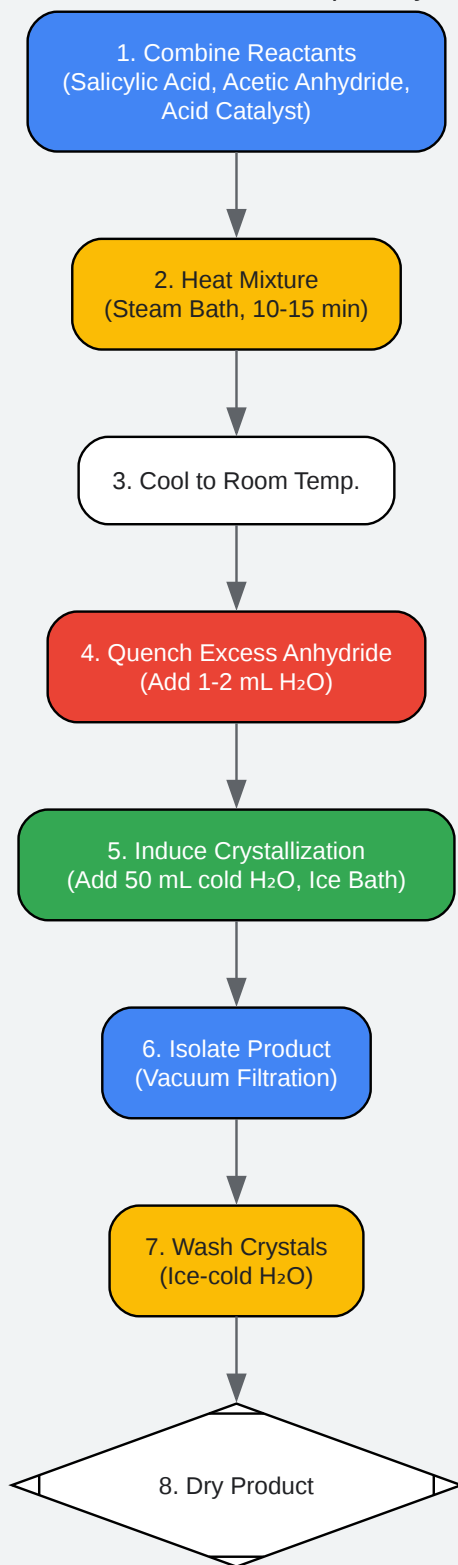 1. Combine Reactants
(Salicylic Acid, Acetic Anhydride,
Acid Catalyst)
2. Heat Mixture
(Steam Bath, 10-15 min)
3. Cool to Room Temp.
4. Quench Excess Anhydride
(Add 1-2 mL H₂O)
5. Induce Crystallization
(Add 50 mL cold H₂O, Ice Bath)
6. Isolate Product
(Vacuum Filtration)
7. Wash Crystals
(Ice-cold H₂O)
8. Dry Product